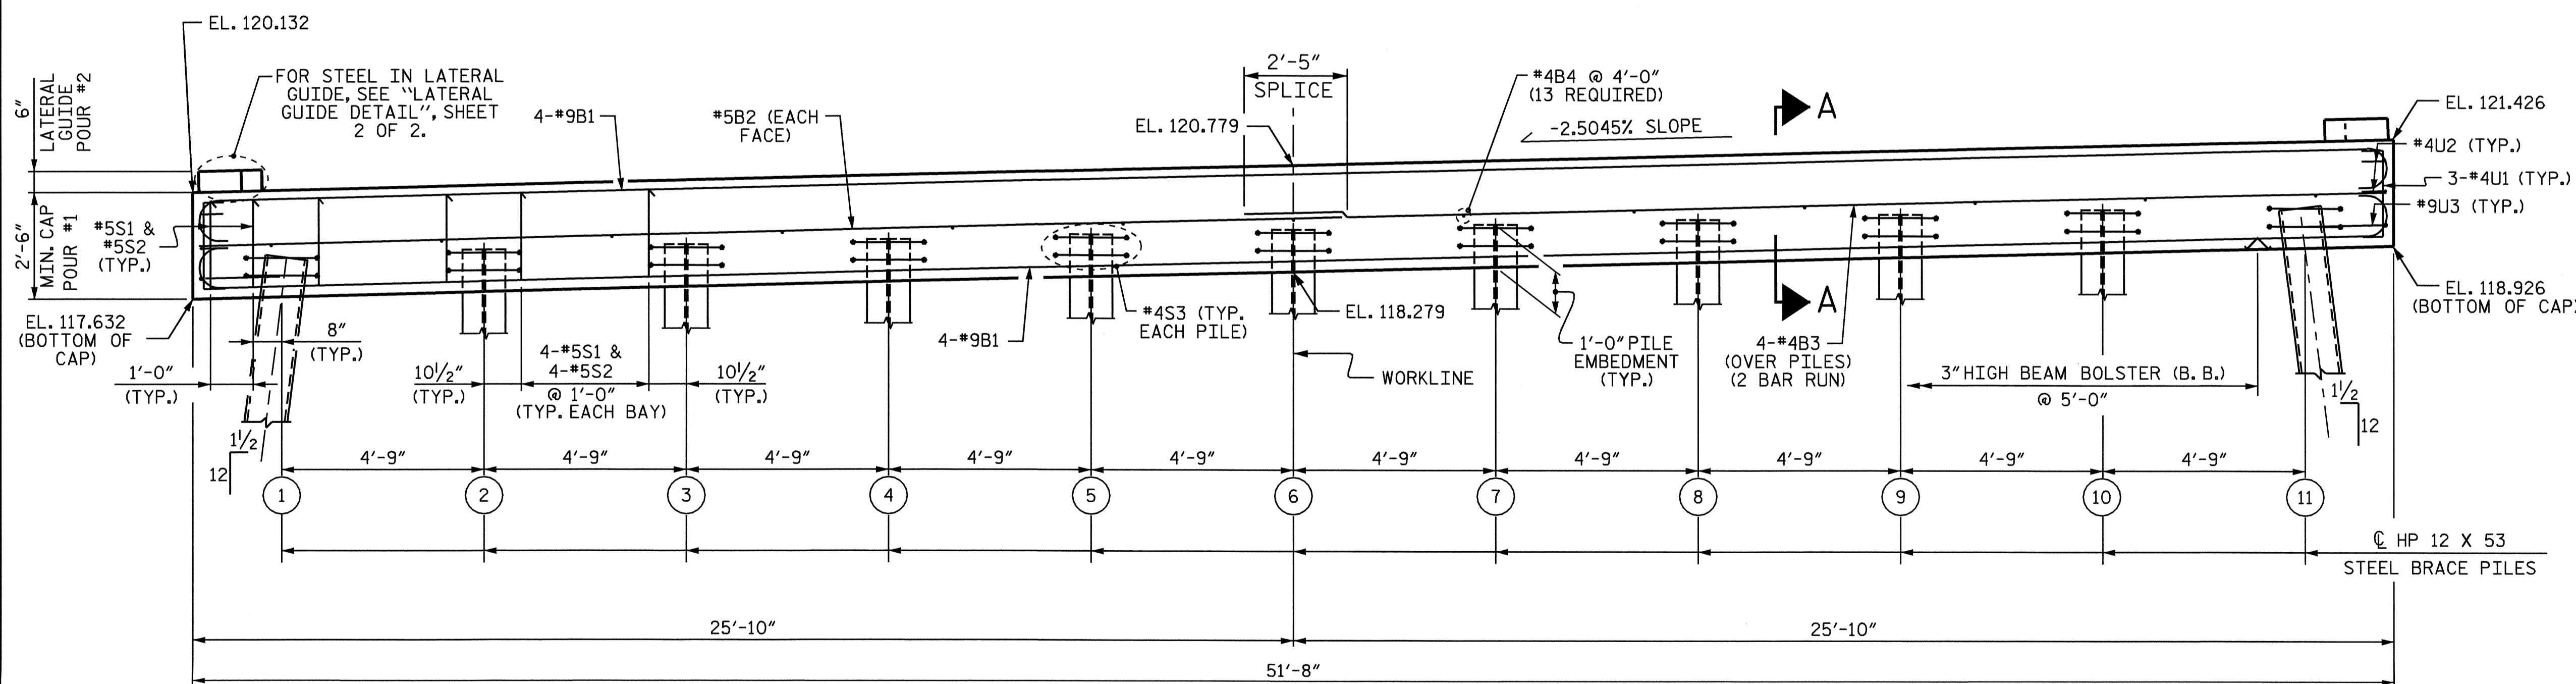 EL. 120.132
6"
LATERAL
GUIDE
POUR #2
FOR STEEL IN LATERAL
GUIDE, SEE "LATERAL
GUIDE DETAIL", SHEET
2 OF 2.
4-#9B1
#5B2 (EACH
FACE)
2'-5"
SPLICE
EL. 120.779
#4B4 @ 4'-0"
(13 REQUIRED)
-2.5045% SLOPE
A
EL. 121.426
#4U2 (TYP.)
3-#4U1 (TYP.)
#9U3 (TYP.)
2'-6"
MIN. CAP
POUR #1
#5S1 &
#5S2
(TYP.)
EL. 117.632
(BOTTOM OF
CAP)
8"
(TYP.)
1'-0"
(TYP.)
10 1/2"
(TYP.)
4-#5S1 &
4-#5S2
@ 1'-0"
(TYP. EACH BAY)
10 1/2"
(TYP.)
4-#9B1
#4S3 (TYP.
EACH PILE)
EL. 118.279
WORKLINE
1'-0" PILE
EMBEDMENT
(TYP.)
A
4-#4B3
(OVER PILES)
(2 BAR RUN)
3" HIGH BEAM BOLSTER (B.B.)
@ 5'-0"
EL. 118.926
(BOTTOM OF CAP)
1 1/2
12
1 1/2
12
4'-9" 4'-9" 4'-9" 4'-9" 4'-9" 4'-9" 4'-9" 4'-9" 4'-9" 4'-9"
1 2 3 4 5 6 7 8 9 10 11
℄ HP 12 X 53
STEEL BRACE PILES
25'-10" 25'-10"
51'-8"